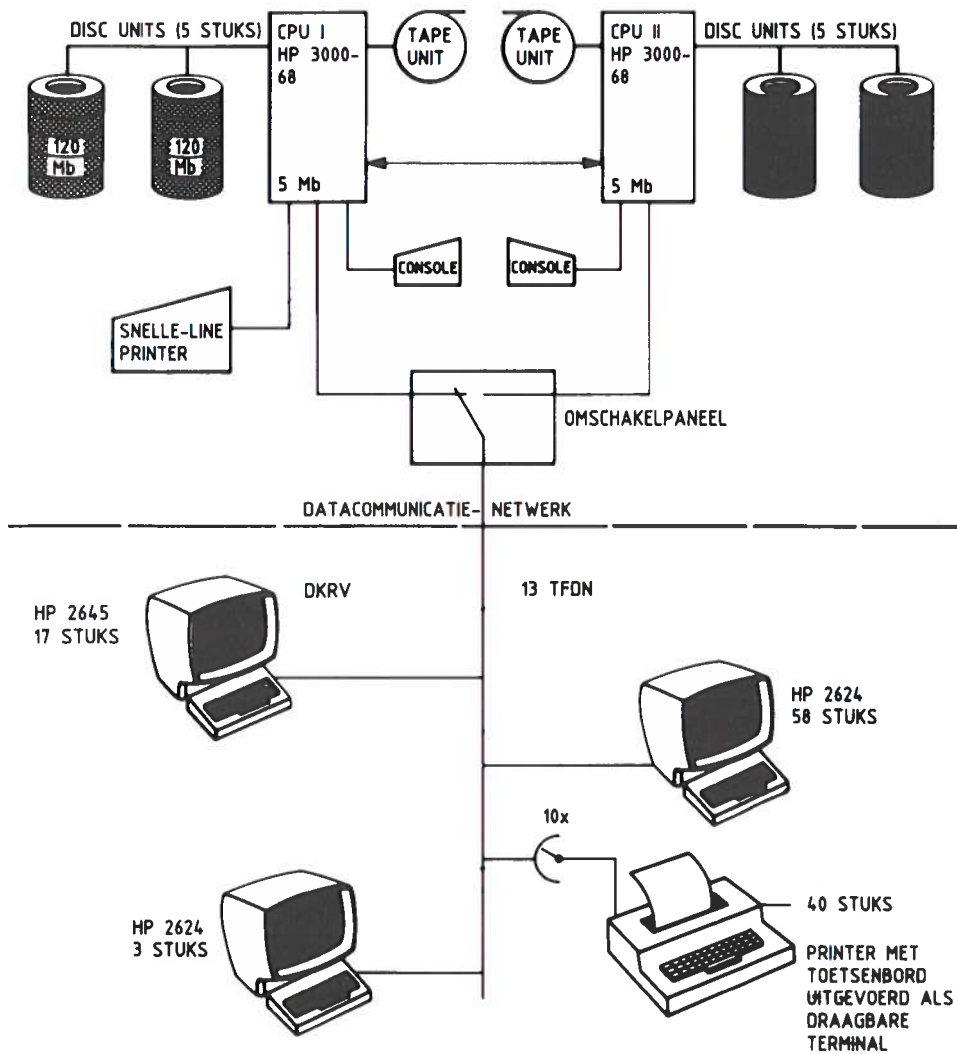 DISC UNITS (5 STUKS)
CPU I
HP 3000-
68
5 Mb
TAPE
UNIT
TAPE
UNIT
CPU II
HP 3000-
68
5 Mb
DISC UNITS (5 STUKS)
120
Mb
120
Mb
CONSOLE
CONSOLE
SNELLE-LINE
PRINTER
OMSCHAKELPANEEL
DATACOMMUNICATIE- NETWERK
DKRV
13 TFDN
HP 2645
17 STUKS
HP 2624
58 STUKS
10x
HP 2624
3 STUKS
40 STUKS
PRINTER MET
TOETSENBORD
UITGEVOERD ALS
DRAAGBARE
TERMINAL